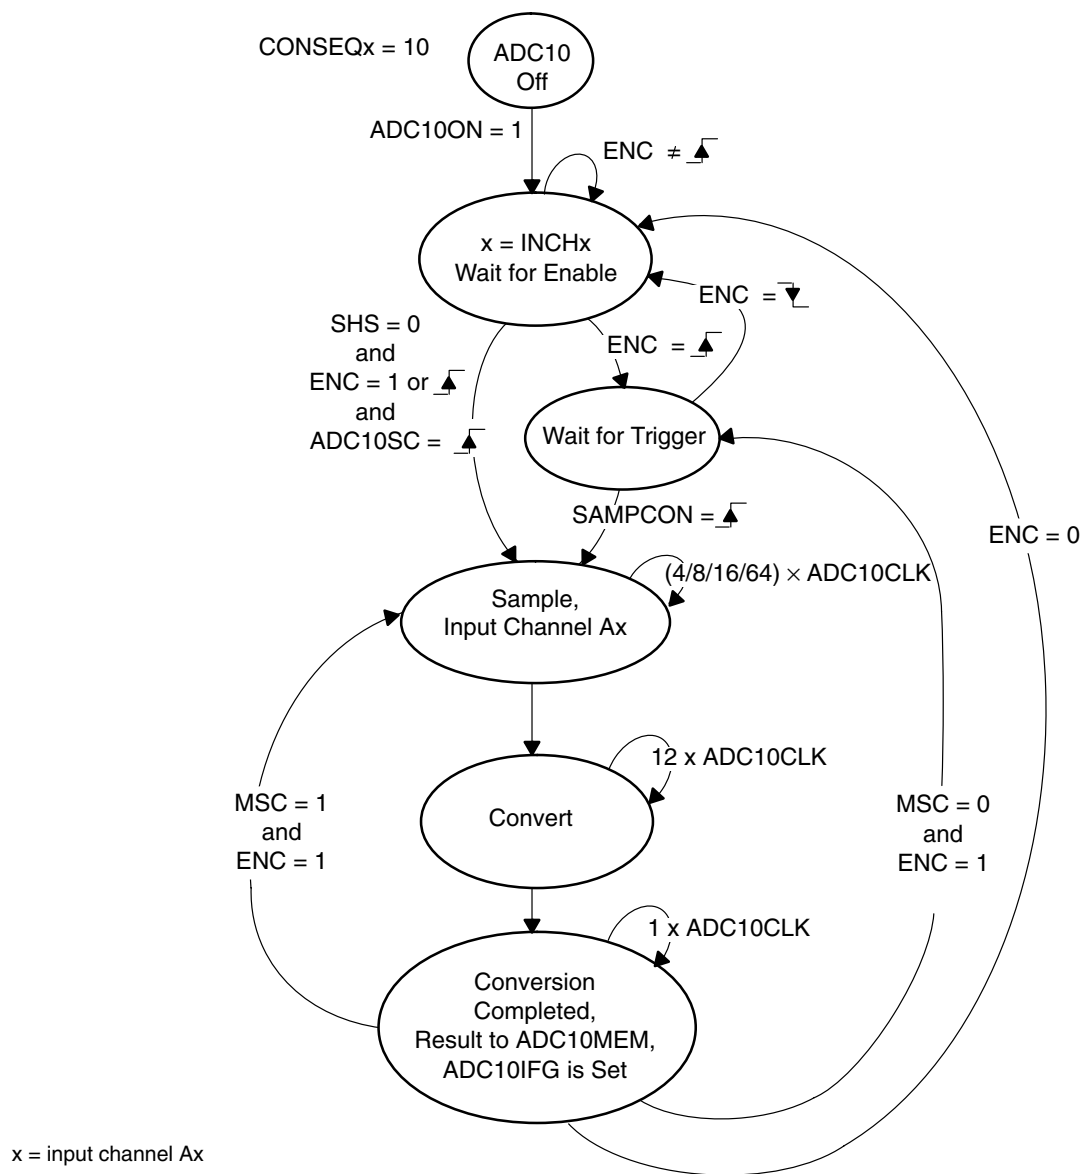 CONSEQx = 10
ADC10
Off
ADC10ON = 1
ENC ≠
x = INCHx
Wait for Enable
ENC =
SHS = 0
and
ENC = 1 or
and
ADC10SC =
ENC =
Wait for Trigger
SAMPCON =
ENC = 0
(4/8/16/64) × ADC10CLK
Sample,
Input Channel Ax
12 x ADC10CLK
Convert
MSC = 1
and
ENC = 1
MSC = 0
and
ENC = 1
1 x ADC10CLK
Conversion
Completed,
Result to ADC10MEM,
ADC10IFG is Set
x = input channel Ax